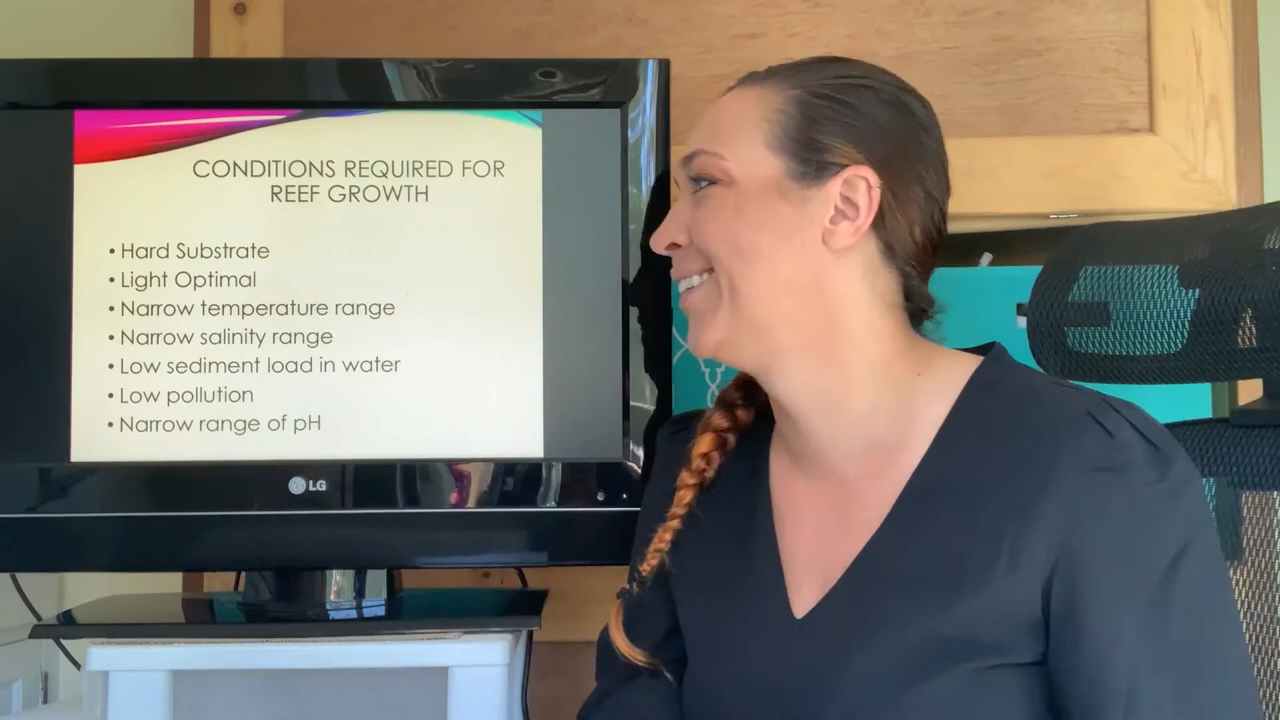 CONDITIONS REQUIRED FOR
REEF GROWTH
• Hard Substrate
• Light Optimal
• Narrow temperature range
• Narrow salinity range
• Low sediment load in water
• Low pollution
• Narrow range of pH
LG